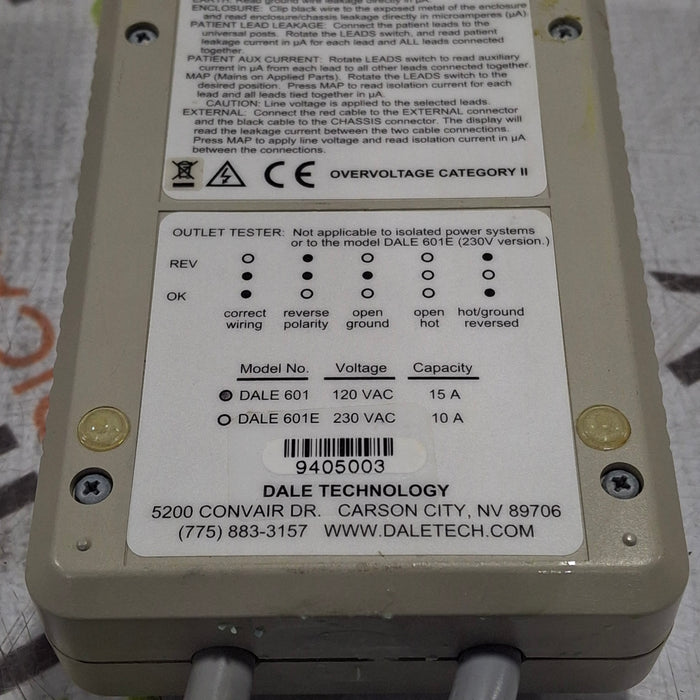 EARTH: Read ground wire leakage directly in µA.
ENCLOSURE: Clip black wire to the exposed metal of the enclosure
and read enclosure/chassis leakage directly in microamperes (µA).
PATIENT LEAD LEAKAGE: Connect the patient leads to the
universal posts. Rotate the LEADS switch, and read patient
leakage current in µA for each lead and ALL leads connected
together.
PATIENT AUX CURRENT: Rotate LEADS switch to read auxiliary
current in µA from each lead to all other leads connected together.
MAP (Mains on Applied Parts). Rotate the LEADS switch to the
desired position. Press MAP to read isolation current for each
lead and all leads tied together in µA.
CAUTION: Line voltage is applied to the selected leads.
EXTERNAL: Connect the red cable to the EXTERNAL connector
and the black cable to the CHASSIS connector. The display will
read the leakage current between the two cable connections.
Press MAP to apply line voltage and read isolation current in µA
between the connections.
CE OVERVOLTAGE CATEGORY II
OUTLET TESTER: Not applicable to isolated power systems
or to the model DALE 601E (230V version.)
REV
OK
correct reverse open open hot/ground
wiring polarity ground hot reversed
Model No. Voltage Capacity
DALE 601 120 VAC 15 A
DALE 601E 230 VAC 10 A
9405003
DALE TECHNOLOGY
5200 CONVAIR DR. CARSON CITY, NV 89706
(775) 883-3157 WWW.DALETECH.COM